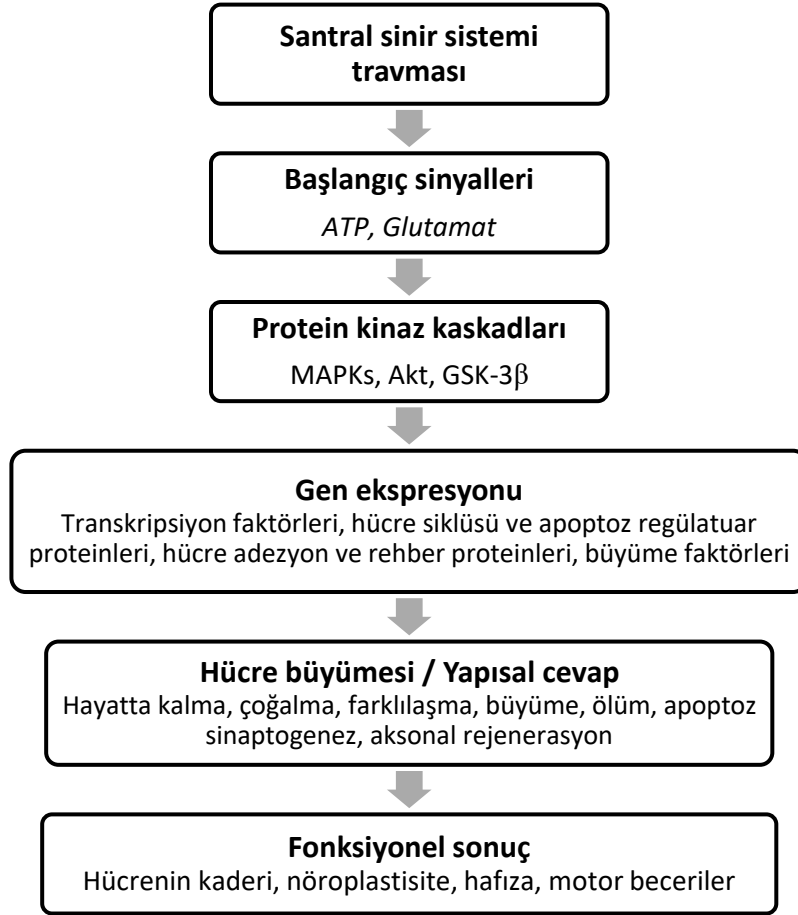 Santral sinir sistemi
travması
Başlangıç sinyalleri
ATP, Glutamat
Protein kinaz kaskadları
MAPKs, Akt, GSK-3β
Gen ekspresyonu
Transkripsiyon faktörleri, hücre siklüsü ve apoptoz regülatuar
proteinleri, hücre adezyon ve rehber proteinleri, büyüme faktörleri
Hücre büyümesi / Yapısal cevap
Hayatta kalma, çoğalma, farklılaşma, büyüme, ölüm, apoptoz
sinaptogenez, aksonal rejenerasyon
Fonksiyonel sonuç
Hücrenin kaderi, nöroplastisite, hafıza, motor beceriler